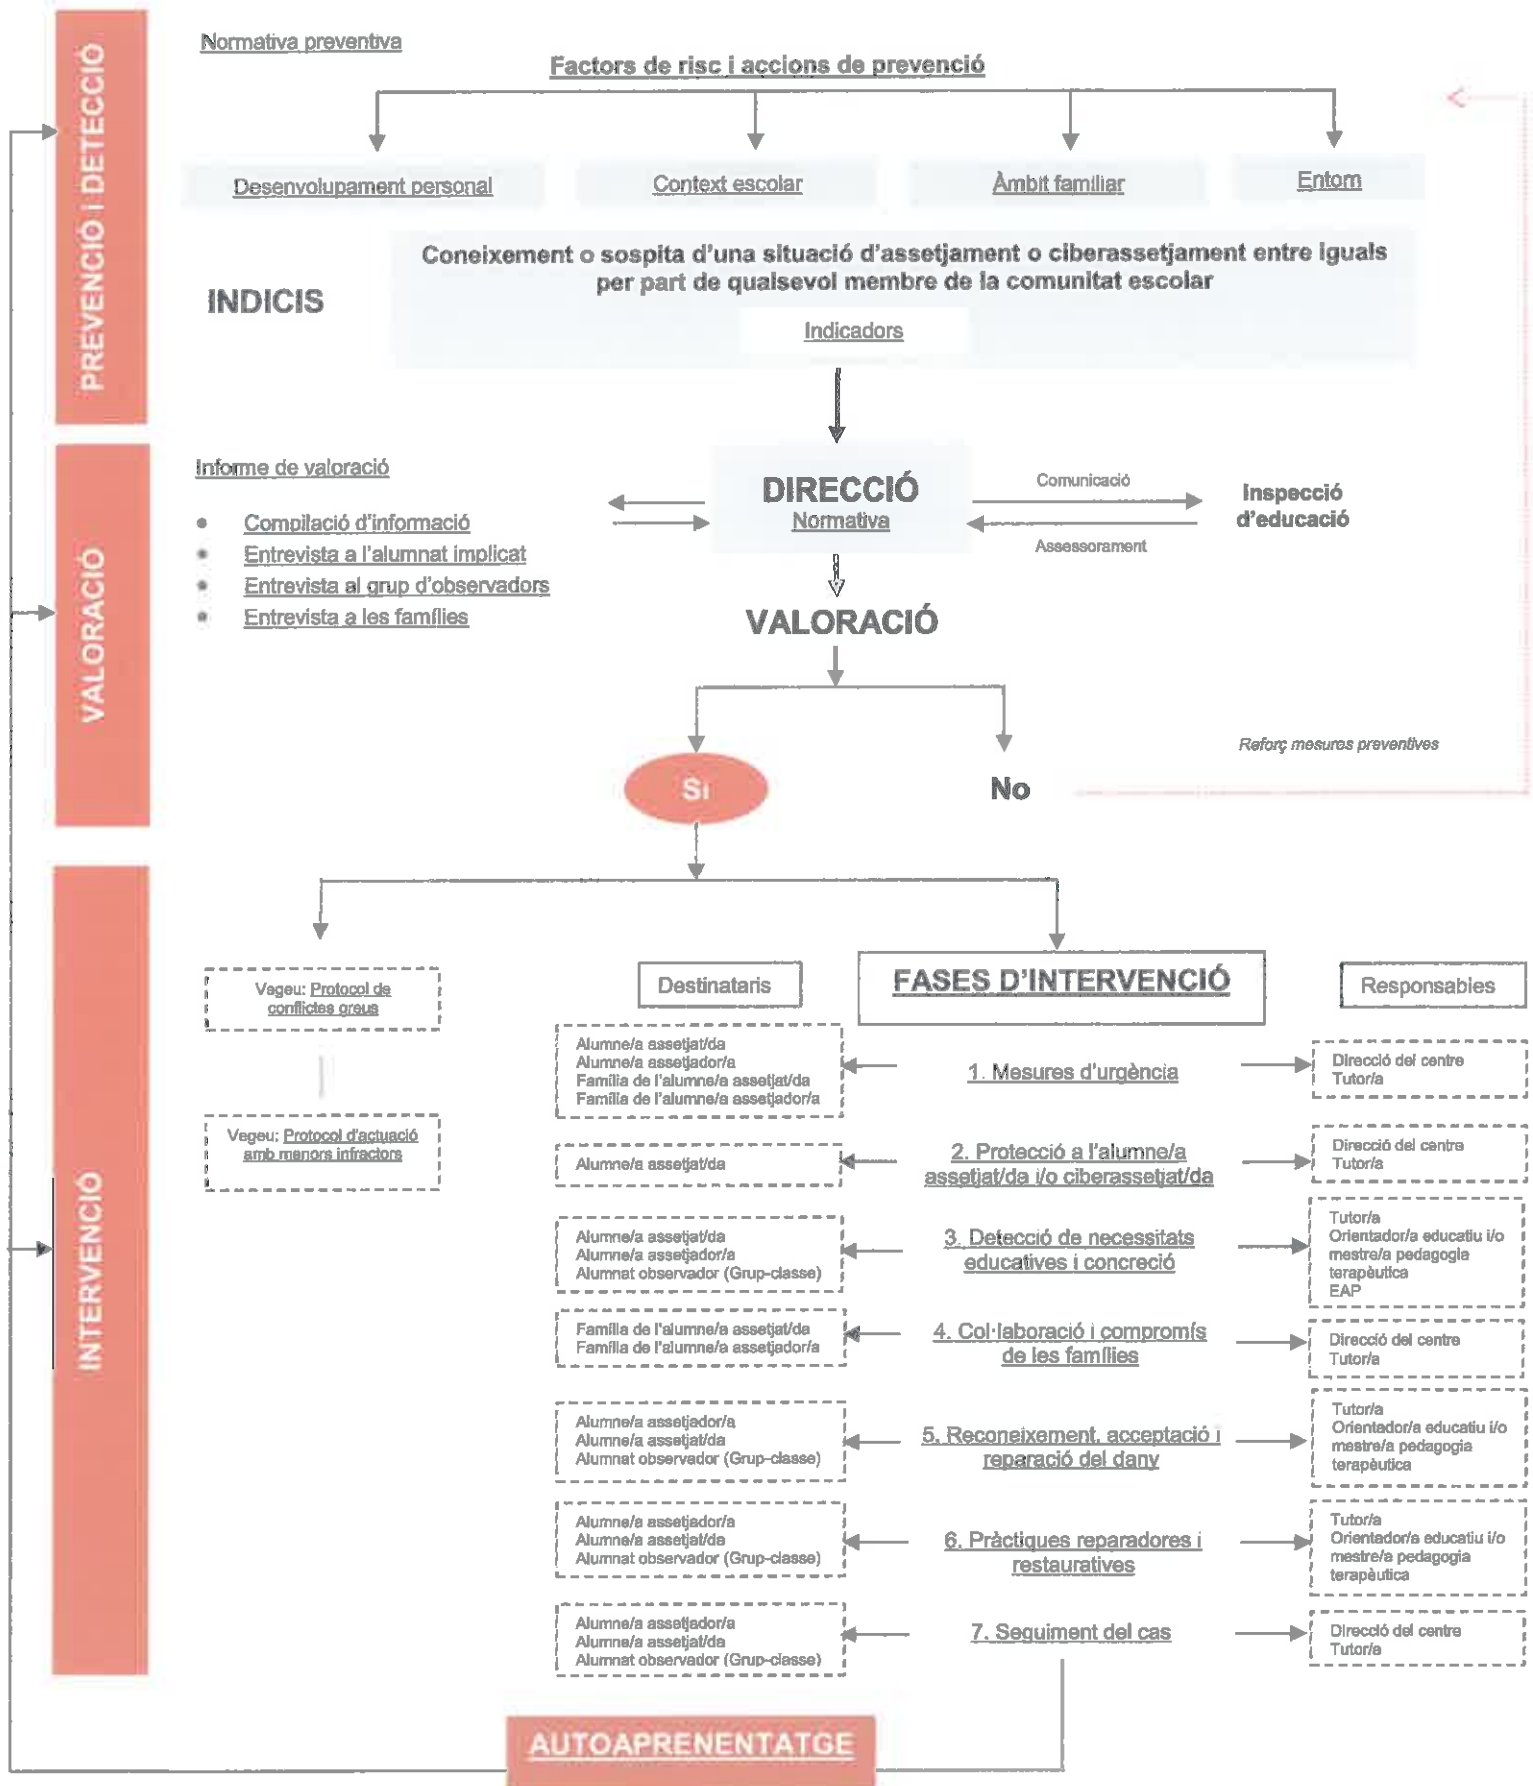 PREVENCIÓ i DETECCIÓ
Normativa preventiva
Factors de risc i accions de prevenció
Desenvolupament personal
Context escolar
Àmbit familiar
Entorn
INDICIS
Coneixement o sospita d'una situació d'assetjament o ciberassetjament entre iguals
per part de qualsevol membre de la comunitat escolar
Indicadors
VALORACIÓ
Informe de valoració
• Compilació d'informació
• Entrevista a l'alumnat implicat
• Entrevista al grup d'observadors
• Entrevista a les famílies
DIRECCIÓ
Normativa
Comunicació
Assessorament
Inspecció
d'educació
VALORACIÓ
Sí
No
Reforç mesures preventives
INTERVENCIÓ
Vegeu: Protocol de
conflictes greus
Vegeu: Protocol d'actuació
amb menors infractors
Destinataris
FASES D'INTERVENCIÓ
Responsables
Alumne/a assetjat/da
Alumne/a assetjador/a
Família de l'alumne/a assetjat/da
Família de l'alumne/a assetjador/a
1. Mesures d'urgència
Direcció del centre
Tutor/a
Alumne/a assetjat/da
2. Protecció a l'alumne/a
assetjat/da i/o ciberassetjat/da
Direcció del centre
Tutor/a
Alumne/a assetjat/da
Alumne/a assetjador/a
Alumnat observador (Grup-classe)
3. Detecció de necessitats
educatives i concreció
Tutor/a
Orientador/a educatiu i/o
mestre/a pedagogia
terapèutica
EAP
Família de l'alumne/a assetjat/da
Família de l'alumne/a assetjador/a
4. Col·laboració i compromís
de les famílies
Direcció del centre
Tutor/a
Alumne/a assetjador/a
Alumne/a assetjat/da
Alumnat observador (Grup-classe)
5. Reconeixement, acceptació i
reparació del dany
Tutor/a
Orientador/a educatiu i/o
mestre/a pedagogia
terapèutica
Alumne/a assetjador/a
Alumne/a assetjat/da
Alumnat observador (Grup-classe)
6. Pràctiques reparadores i
restauratives
Tutor/a
Orientador/a educatiu i/o
mestre/a pedagogia
terapèutica
Alumne/a assetjador/a
Alumne/a assetjat/da
Alumnat observador (Grup-classe)
7. Seguiment del cas
Direcció del centre
Tutor/a
AUTOAPRENENTATGE